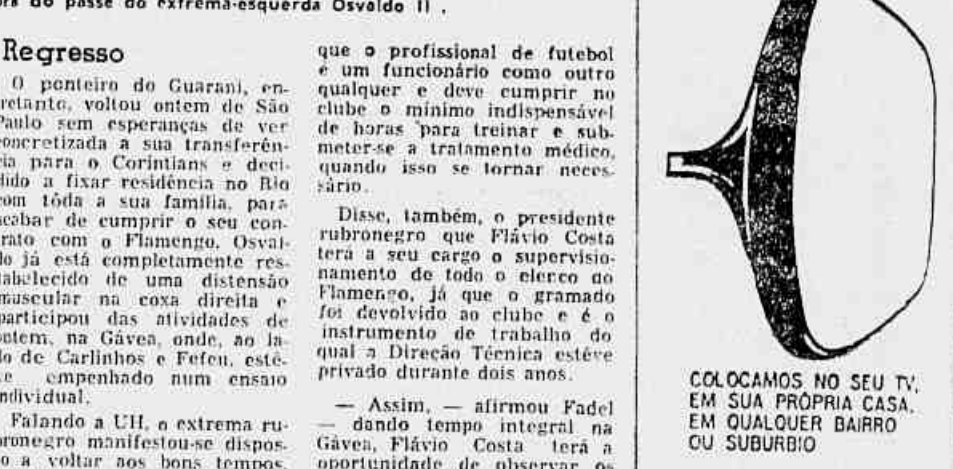 do passe do extrema-esquerda Osvaldo II .
Regresso
O ponteiro do Guarani, en-
retanto, voltou ontem de São
Paulo sem esperanças de ver
concretizada a sua transferên-
cia para o Corintians e deci-
dido a fixar residência no Rio
com tôda a sua família, para
acabar de cumprir o seu con-
rato com o Flamengo. Osval-
do já está completamente res-
tabelecido de uma distensão
muscular na coxa direita e
participou das atividades de
ontem, na Gávea, onde, ao la-
do de Carlinhos e Fefeu, estê-
e empenhado num ensaio
individual.
Falando a UH, o extrema ru-
bronegro manifestou-se dispos-
o a voltar aos bons tempos,
que o profissional de futebol
é um funcionário como outro
qualquer e deve cumprir no
clube o mínimo indispensável
de horas para treinar e sub-
meter-se a tratamento médico,
quando isso se tornar neces-
sário.
Disse, também, o presidente
rubronegro que Flávio Costa
terá a seu cargo o supervisio-
namento de todo o elenco do
Flamengo, já que o gramado
foi devolvido ao clube e é o
instrumento de trabalho do
qual a Direção Técnica estêve
privado durante dois anos.
— Assim, — afirmou Fadel
— dando tempo integral na
Gávea, Flávio Costa terá a
oportunidade de observar os
COLOCAMOS NO SEU TV,
EM SUA PRÓPRIA CASA,
EM QUALQUER BAIRRO
OU SUBURBIO